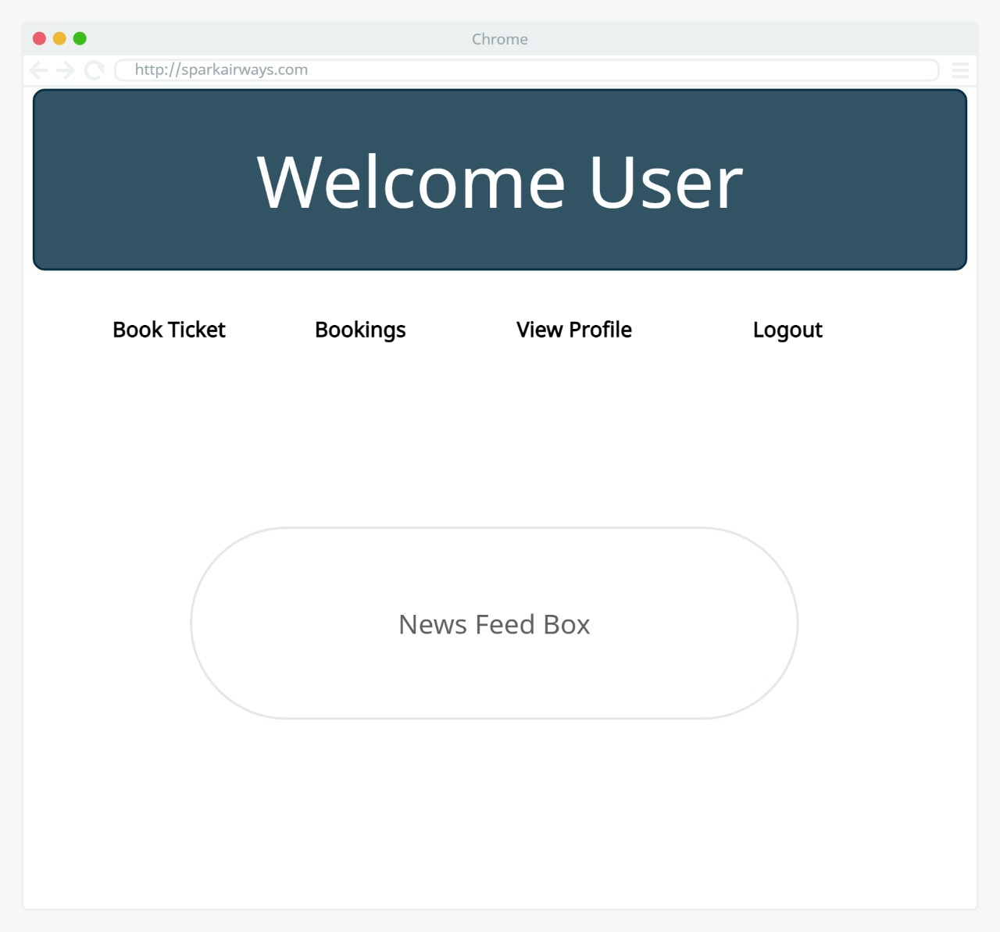 Chrome
http://sparkairways.com
Welcome User
Book Ticket Bookings View Profile Logout
News Feed Box